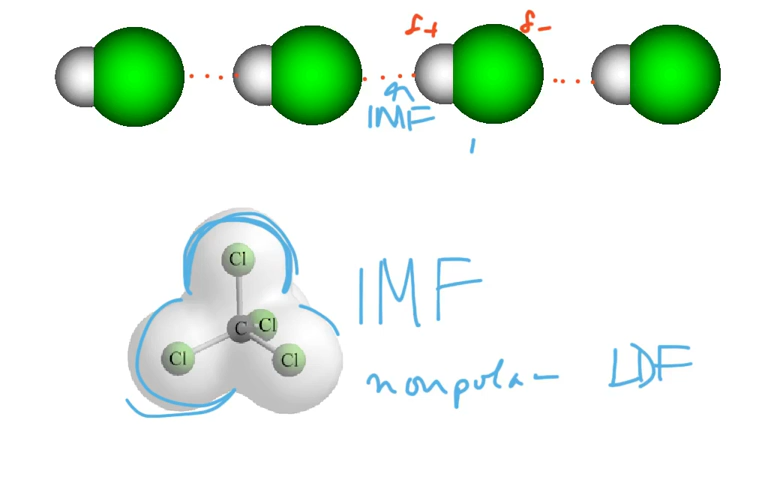 δ+ δ-
IMF
Cl
IMF
C Cl
Cl Cl
nonpolar LDF